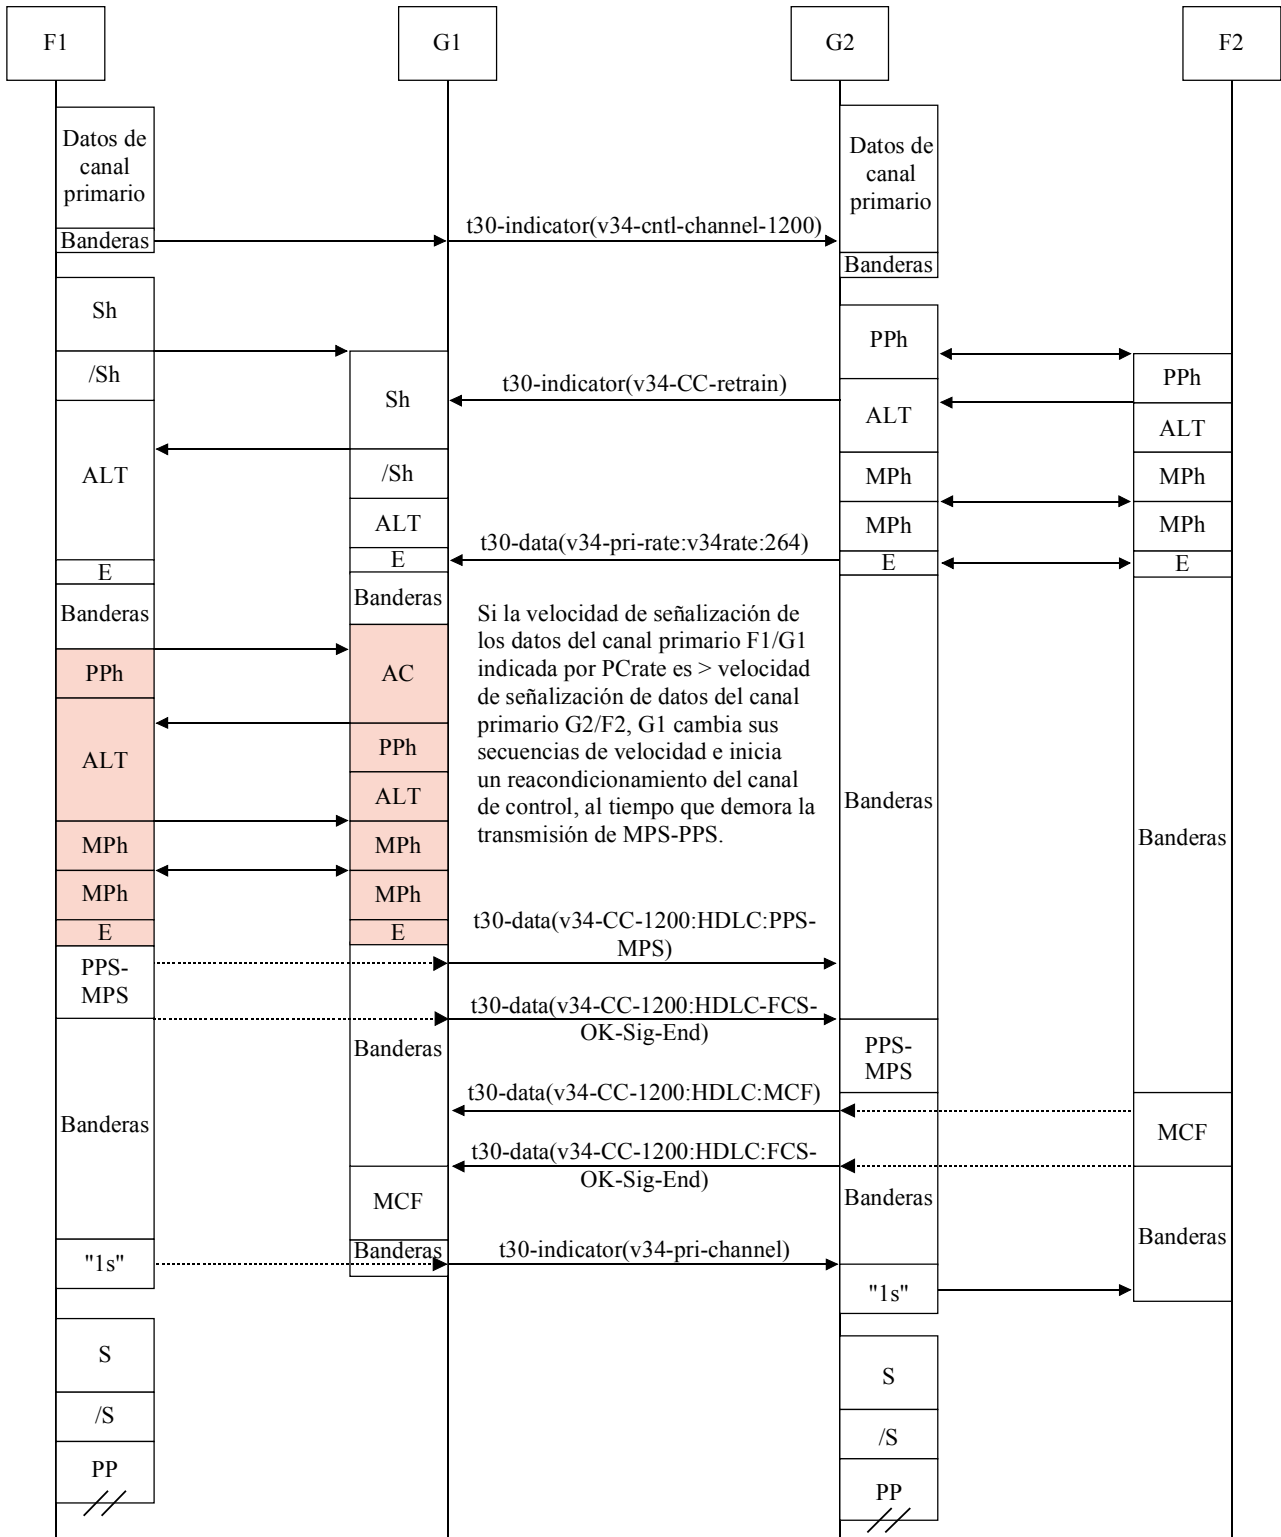 F1
G1
G2
F2
Datos de
canal
primario
Datos de
canal
primario
t30-indicator(v34-cntl-channel-1200)
Banderas
Banderas
Sh
PPh
/Sh
t30-indicator(v34-CC-retrain)
PPh
Sh
ALT
ALT
ALT
/Sh
MPh
MPh
ALT
MPh
MPh
t30-data(v34-pri-rate:v34rate:264)
E
E
E
E
Banderas
Banderas
Si la velocidad de señalización de
los datos del canal primario F1/G1
indicada por PCrate es > velocidad
de señalización de datos del canal
primario G2/F2, G1 cambia sus
secuencias de velocidad e inicia
un reacondicionamiento del canal
de control, al tiempo que demora la
transmisión de MPS-PPS.
PPh
AC
PPh
ALT
ALT
Banderas
Banderas
MPh
MPh
MPh
MPh
E
E
t30-data(v34-CC-1200:HDLC:PPS-
MPS)
PPS-
MPS
t30-data(v34-CC-1200:HDLC-FCS-
OK-Sig-End)
Banderas
PPS-
MPS
t30-data(v34-CC-1200:HDLC:MCF)
Banderas
MCF
t30-data(v34-CC-1200:HDLC:FCS-
OK-Sig-End)
MCF
Banderas
Banderas
"1s"
Banderas
t30-indicator(v34-pri-channel)
"1s"
S
S
/S
/S
PP
PP